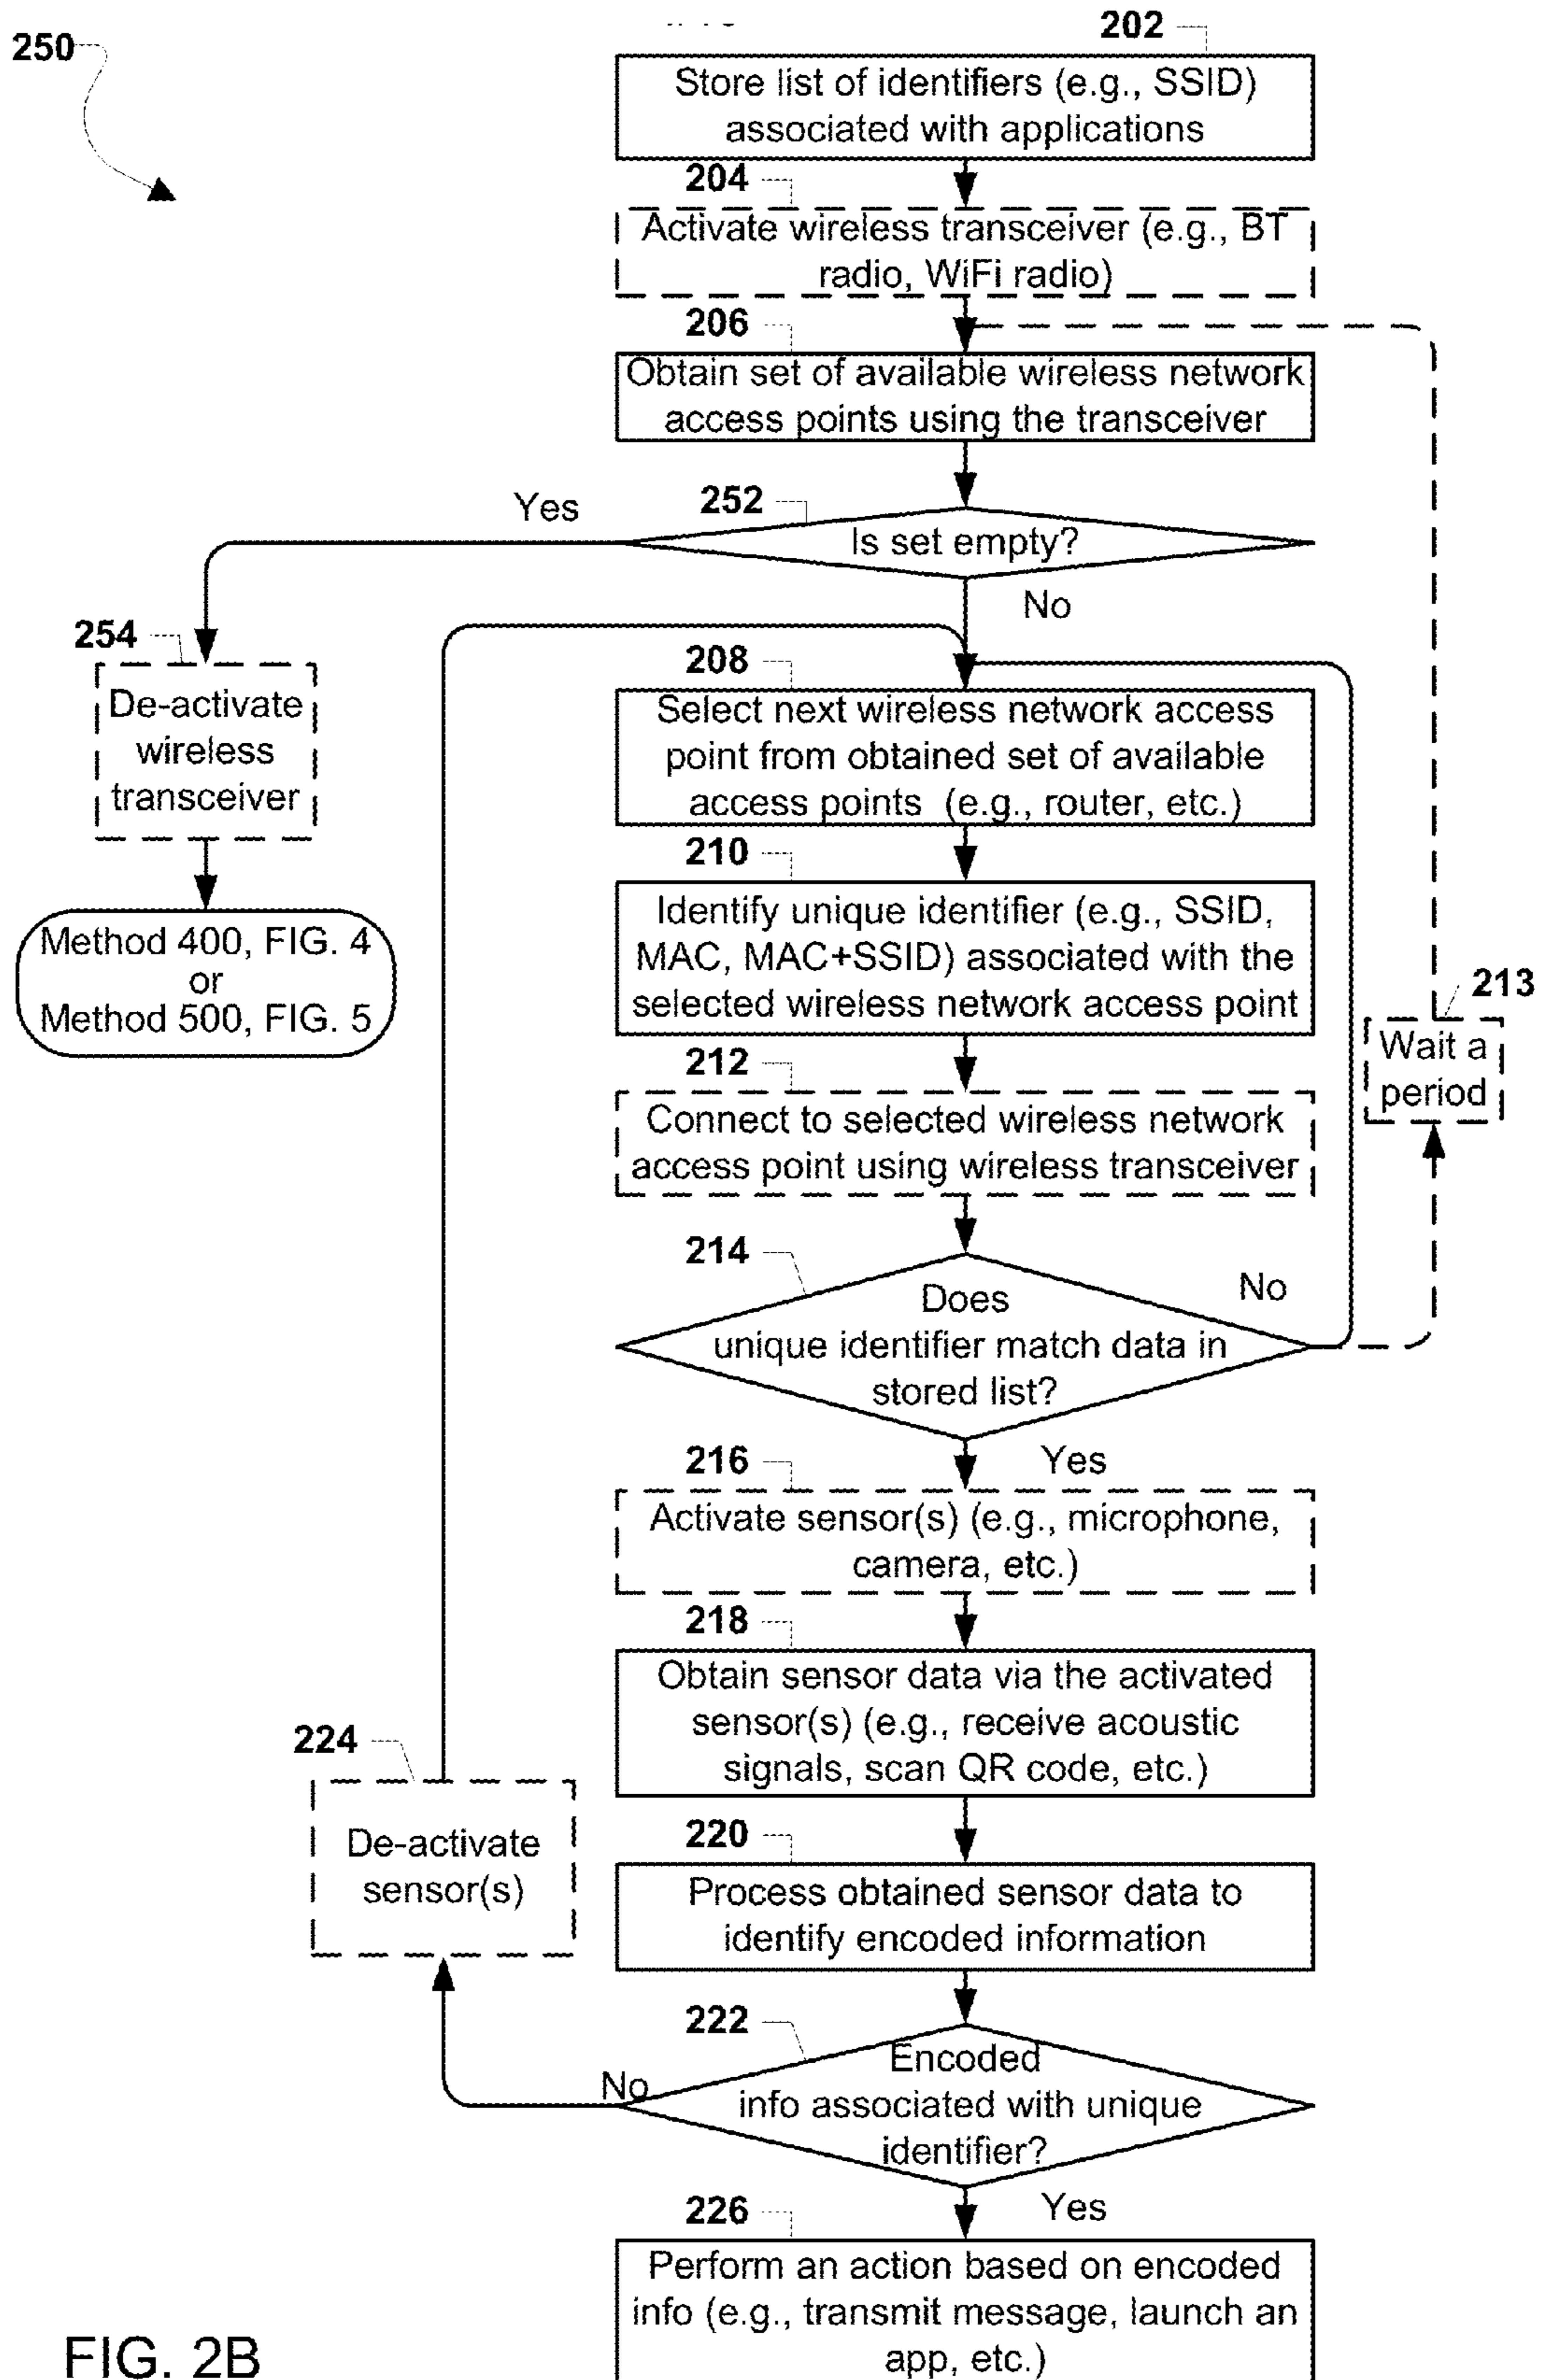 250
202
Store list of identifiers (e.g., SSID)
associated with applications
204
Activate wireless transceiver (e.g., BT
radio, WiFi radio)
206
Obtain set of available wireless network
access points using the transceiver
252
Yes
Is set empty?
No
254
De-activate
wireless
transceiver
Method 400, FIG. 4
or
Method 500, FIG. 5
208
Select next wireless network access
point from obtained set of available
access points (e.g., router, etc.)
210
Identify unique identifier (e.g., SSID,
MAC, MAC+SSID) associated with the
selected wireless network access point
213
Wait a
period
212
Connect to selected wireless network
access point using wireless transceiver
214
Does
unique identifier match data in
stored list?
No
Yes
216
Activate sensor(s) (e.g., microphone,
camera, etc.)
218
Obtain sensor data via the activated
sensor(s) (e.g., receive acoustic
signals, scan QR code, etc.)
224
De-activate
sensor(s)
220
Process obtained sensor data to
identify encoded information
222
No
Encoded
info associated with unique
identifier?
Yes
226
Perform an action based on encoded
info (e.g., transmit message, launch an
app, etc.)
FIG. 2B